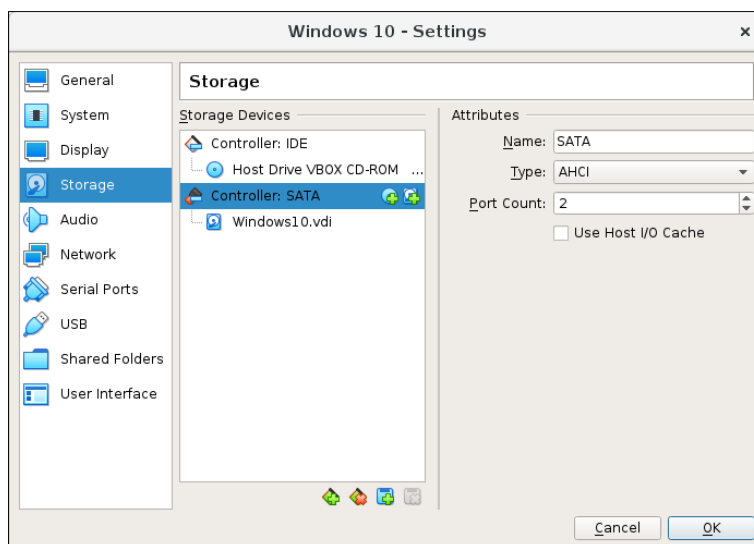 Windows 10 - Settings
General
System
Display
Storage
Audio
Network
Serial Ports
USB
Shared Folders
User Interface
Storage
Storage Devices
Controller: IDE
Host Drive VBOX CD-ROM ...
Controller: SATA
Windows10.vdi
Attributes
Name: SATA
Type: AHCI
Port Count: 2
Use Host I/O Cache
Cancel
OK